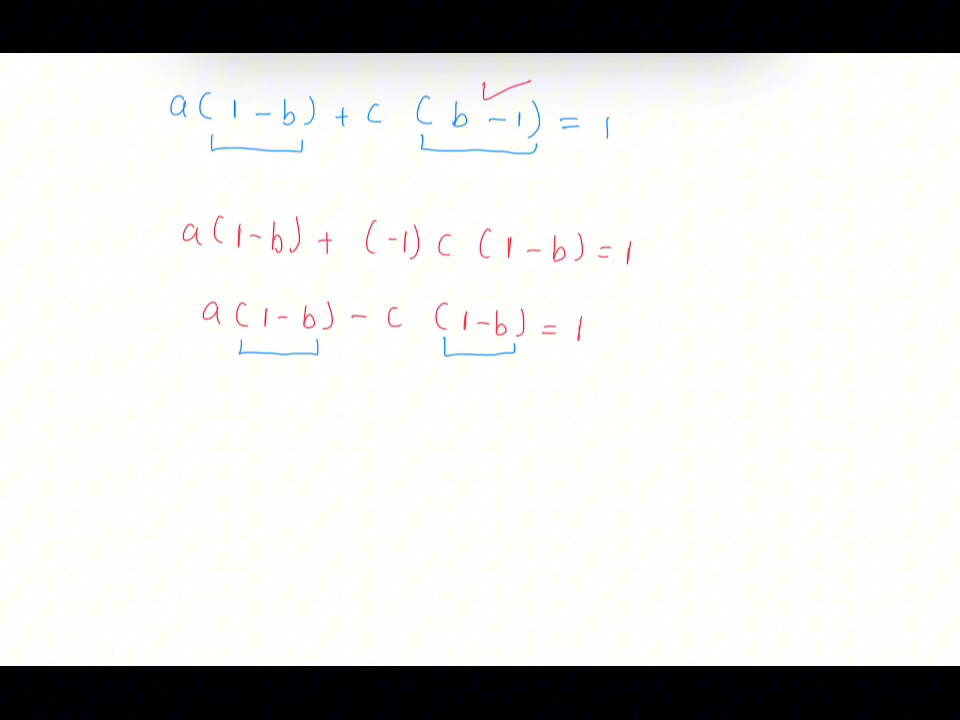 a(1-b) + c (b-1) = 1
a(1-b) + (-1) c (1-b) = 1
a(1-b) - c (1-b) = 1